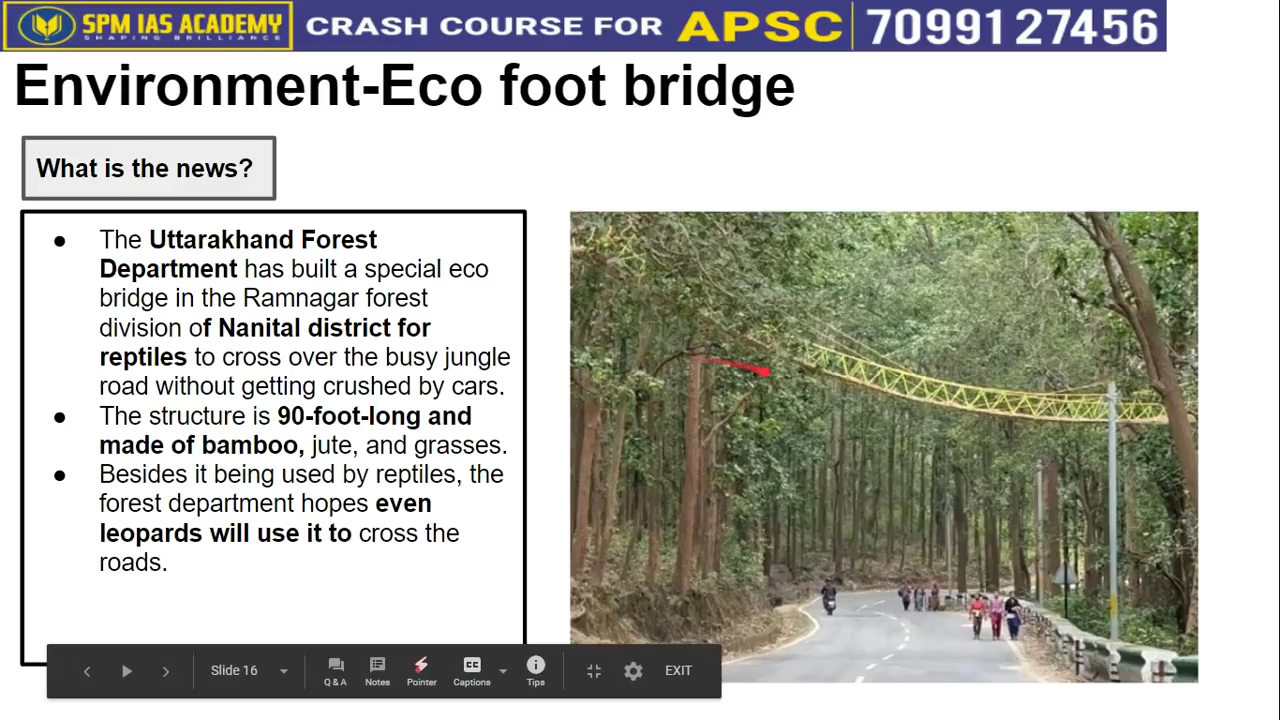 SPM IAS ACADEMY
SHAPING BRILLIANCE
CRASH COURSE FOR APSC 70991 27456
Environment-Eco foot bridge
What is the news?
● The Uttarakhand Forest
Department has built a special eco
bridge in the Ramnagar forest
division of Nanital district for
reptiles to cross over the busy jungle
road without getting crushed by cars.
● The structure is 90-foot-long and
made of bamboo, jute, and grasses.
● Besides it being used by reptiles, the
forest department hopes even
leopards will use it to cross the
roads.
Slide 16
Q & A
Notes
Pointer
CC
Captions
Tips
EXIT